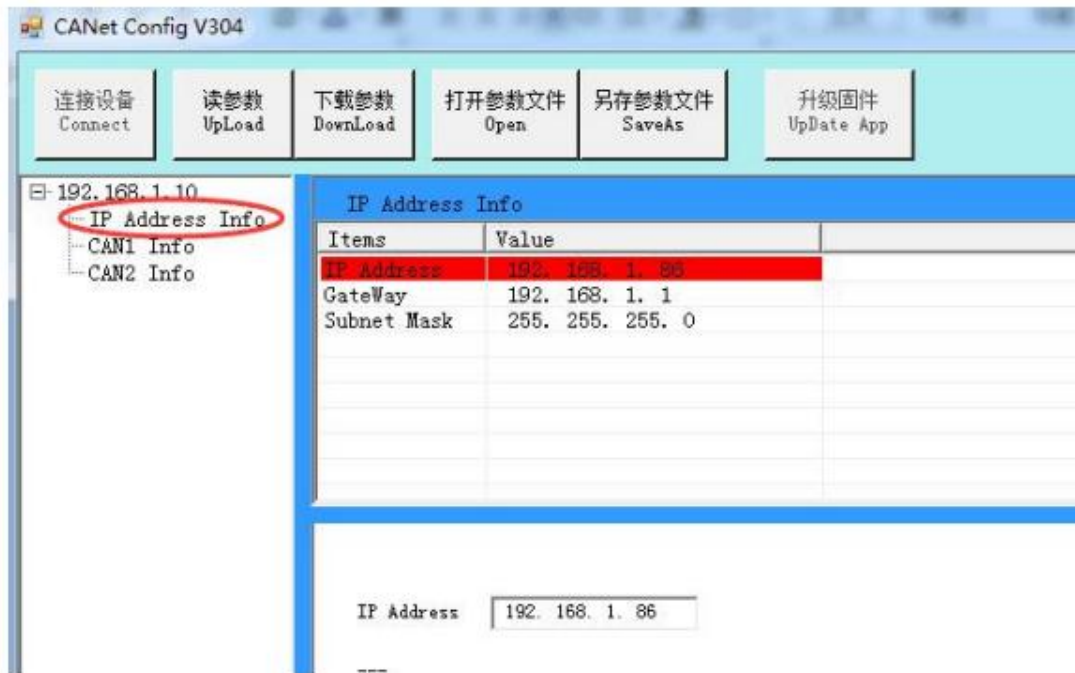 CANet Config V304
连接设备 读参数 下载参数 打开参数文件 另存参数文件 升级固件
Connect UpLoad DownLoad Open SaveAs UpDate App
192.168.1.10
IP Address Info
CAN1 Info
CAN2 Info
IP Address Info
Items Value
IP Address 192. 168. 1. 86
GateWay 192. 168. 1. 1
Subnet Mask 255. 255. 255. 0
IP Address 192. 168. 1. 86
---